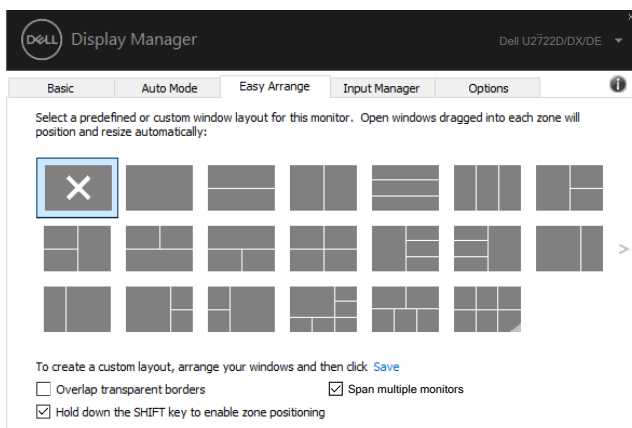 DELL Display Manager
Dell U2722D/DX/DE
Basic Auto Mode Easy Arrange Input Manager Options
Select a predefined or custom window layout for this monitor. Open windows dragged into each zone will
position and resize automatically:
To create a custom layout, arrange your windows and then click Save
Overlap transparent borders Span multiple monitors
Hold down the SHIFT key to enable zone positioning